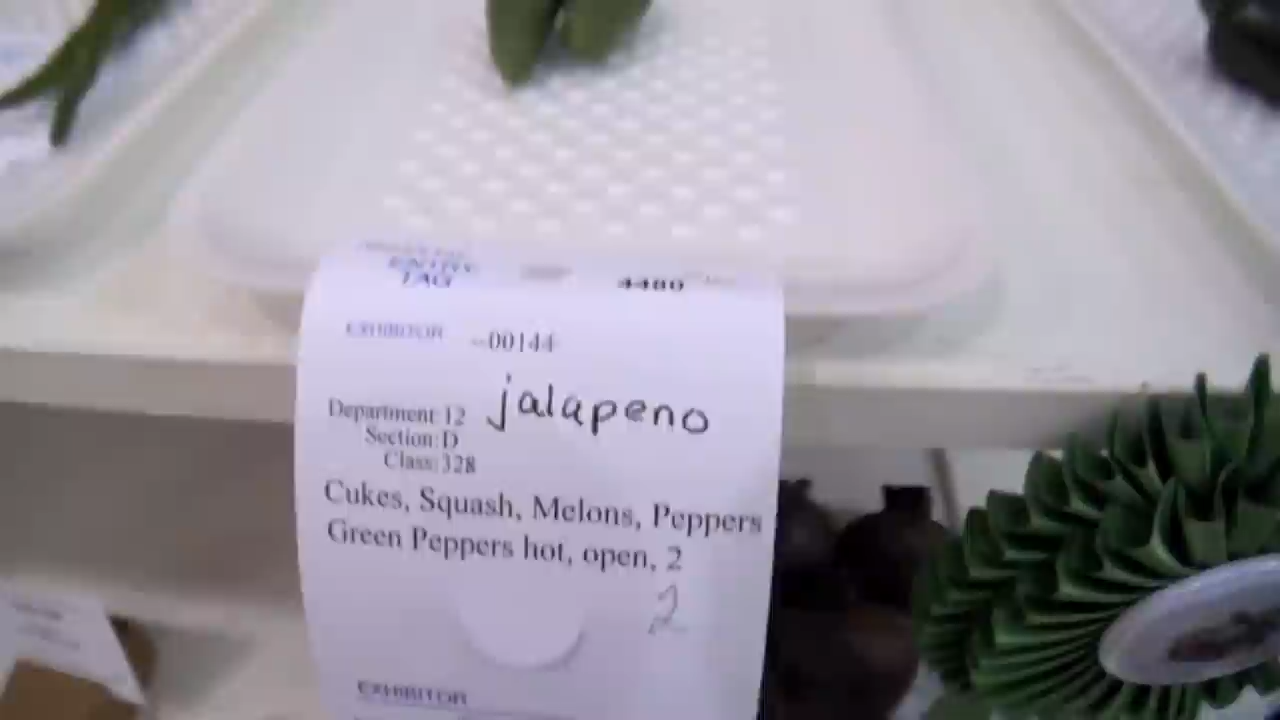 ENTRY
TAG
4480
EXHIBITOR -00144
jalapeno
Department: 12
Section: D
Class: 328
Cukes, Squash, Melons, Peppers
Green Peppers hot, open, 2
2
EXHIBITOR